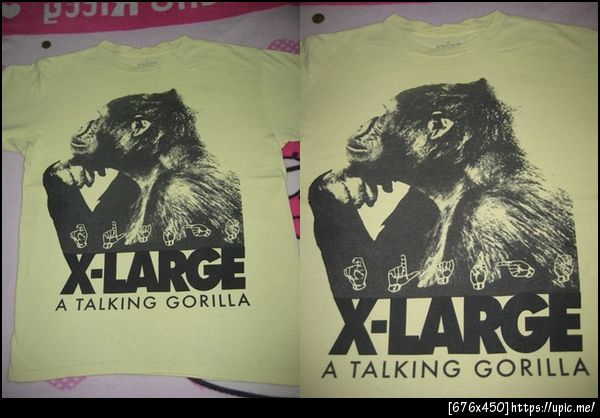 X-LARGE
A TALKING GORILLA
X-LARGE
A TALKING GORILLA
[676x450]https://upic.me/